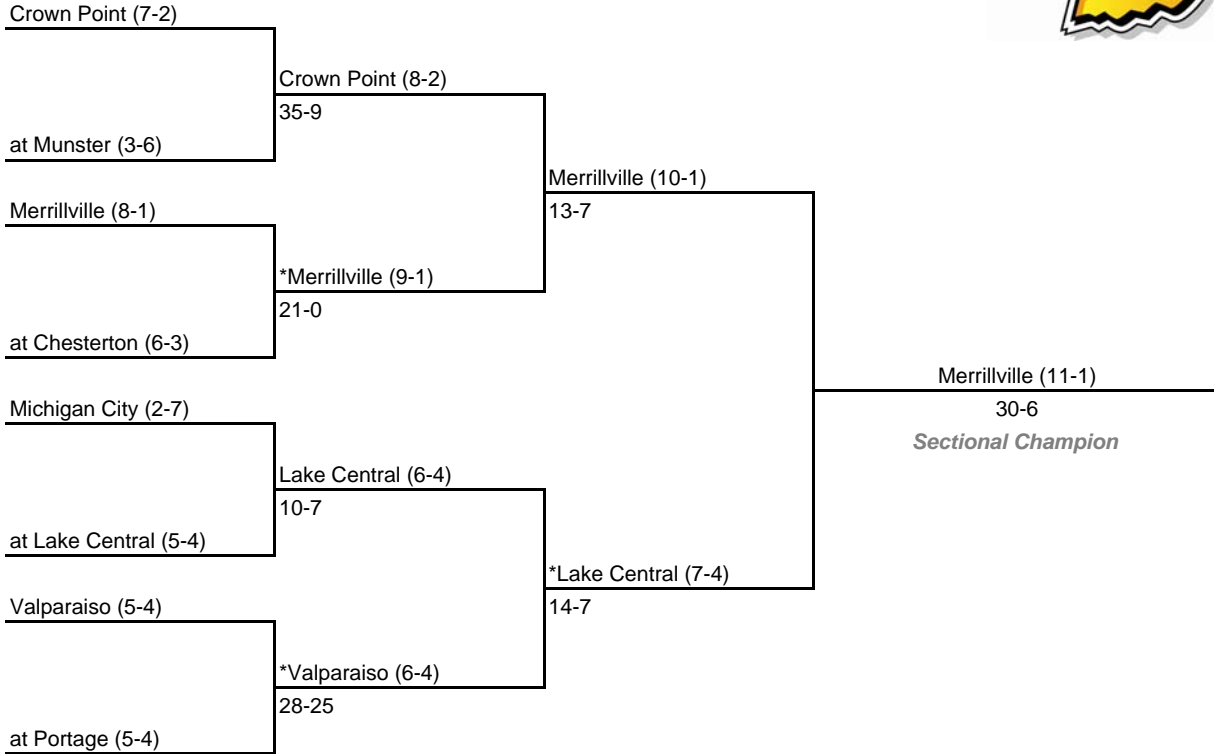 Crown Point (7-2)
Crown Point (8-2)
35-9
at Munster (3-6)
Merrillville (10-1)
13-7
Merrillville (8-1)
*Merrillville (9-1)
21-0
at Chesterton (6-3)
Merrillville (11-1)
30-6
Sectional Champion
Michigan City (2-7)
Lake Central (6-4)
10-7
at Lake Central (5-4)
*Lake Central (7-4)
14-7
Valparaiso (5-4)
*Valparaiso (6-4)
28-25
at Portage (5-4)